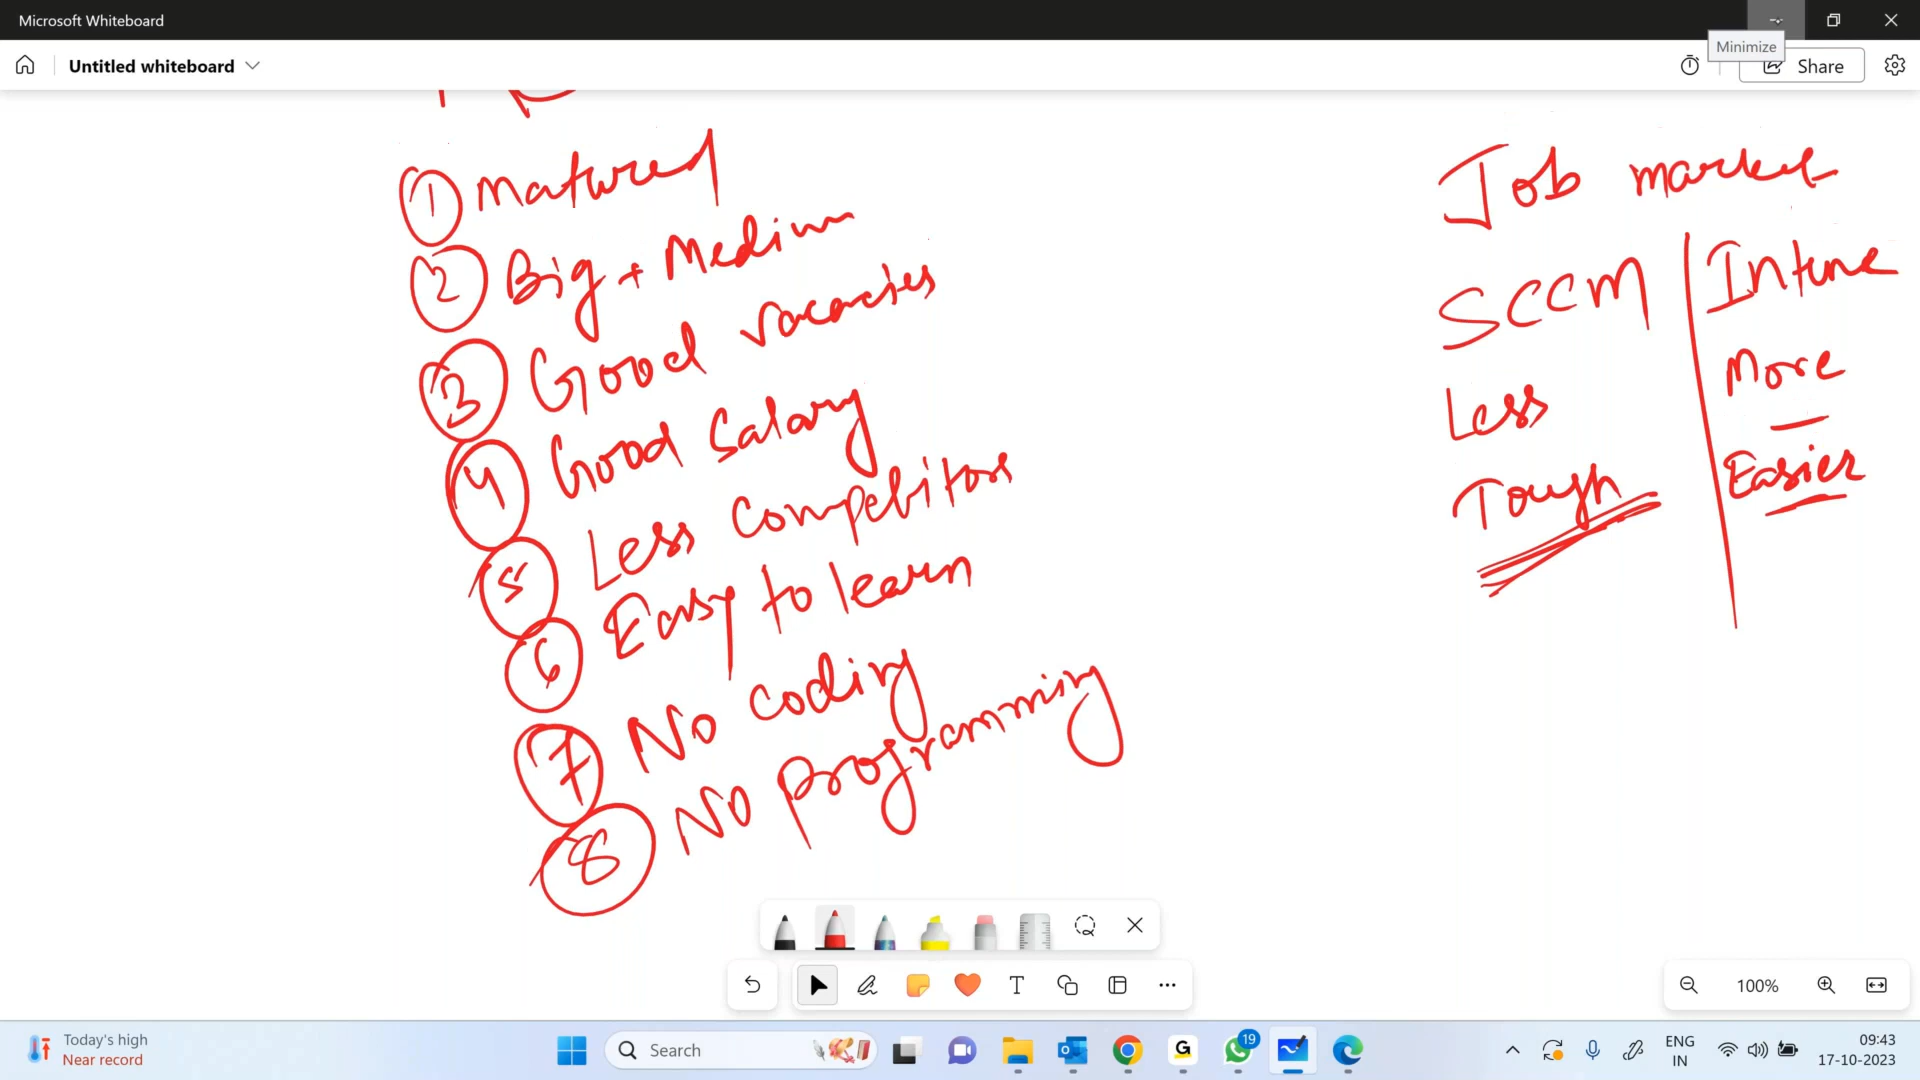 Microsoft Whiteboard
Minimize
Untitled whiteboard
Share
1 Matured
2 Big + Medium
3 Good vacancies
4 Good Salary
5 Less Competitors
6 Easy to learn
7 No coding
8 No programming
Job market
SCCM | Intune
Less More
Tough Easier
100%
Today's high
Near record
Search
19
ENG
IN
09:43
17-10-2023